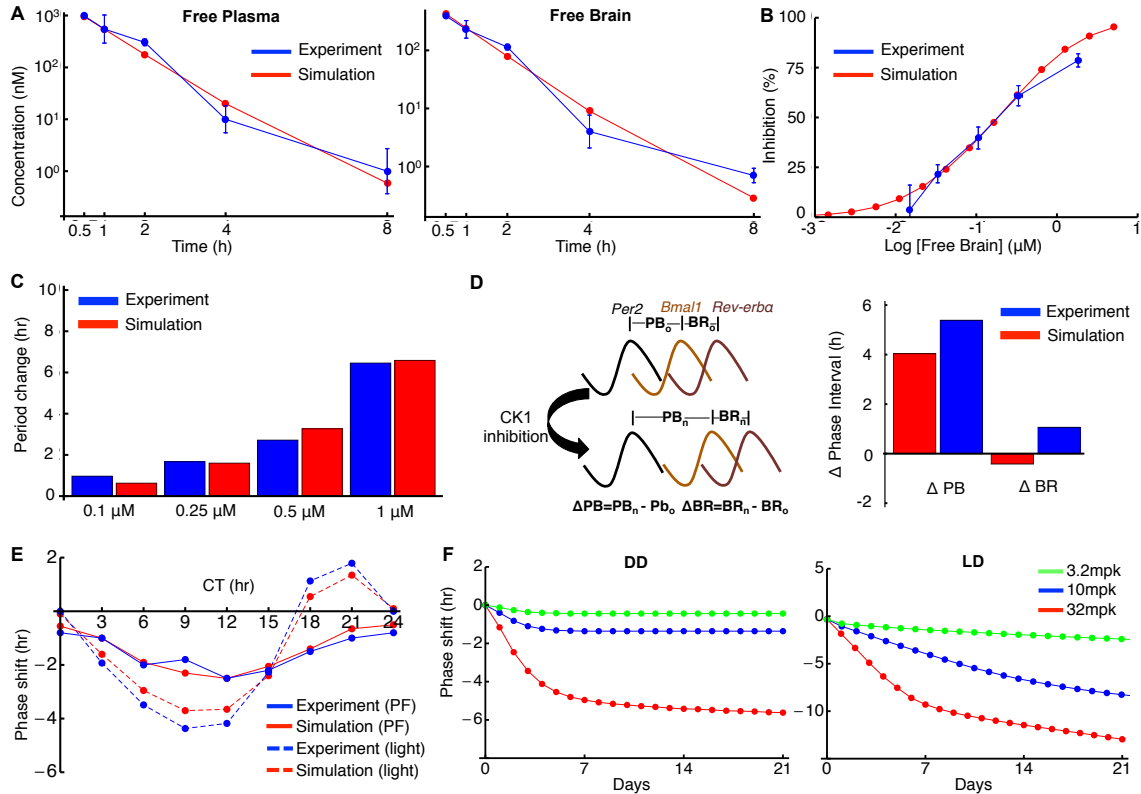 A
Free Plasma
Free Brain
B
Concentration (nM)
10³
10²
10¹
10⁰
Experiment
Simulation
0.5
1
2
4
8
Time (h)
10²
10¹
10⁰
Experiment
Simulation
0.5
1
2
4
8
Time (h)
Inhibition (%)
100
75
50
25
0
Experiment
Simulation
-3
-2
-1
0
1
Log [Free Brain] (μM)
C
Period change (hr)
10
8
6
4
2
0
Experiment
Simulation
0.1 μM
0.25 μM
0.5 μM
1 μM
D
Per2
Bmal1
Rev-erbα
PBₒ
BRₒ
CK1
inhibition
PBₙ
BRₙ
ΔPB=PBₙ - Pbₒ ΔBR=BRₙ - BRₒ
Δ Phase Interval (h)
6
4
2
0
-2
Experiment
Simulation
Δ PB
Δ BR
E
Phase shift (hr)
2
0
−2
−4
−6
CT (hr)
0
3
6
9
12
15
18
21
24
Experiment (PF)
Simulation (PF)
Experiment (light)
Simulation (light)
F
DD
Phase shift (hr)
2
0
−2
−4
−6
0
7
14
21
Days
LD
5
0
−5
−10
0
7
14
21
Days
3.2mpk
10mpk
32mpk